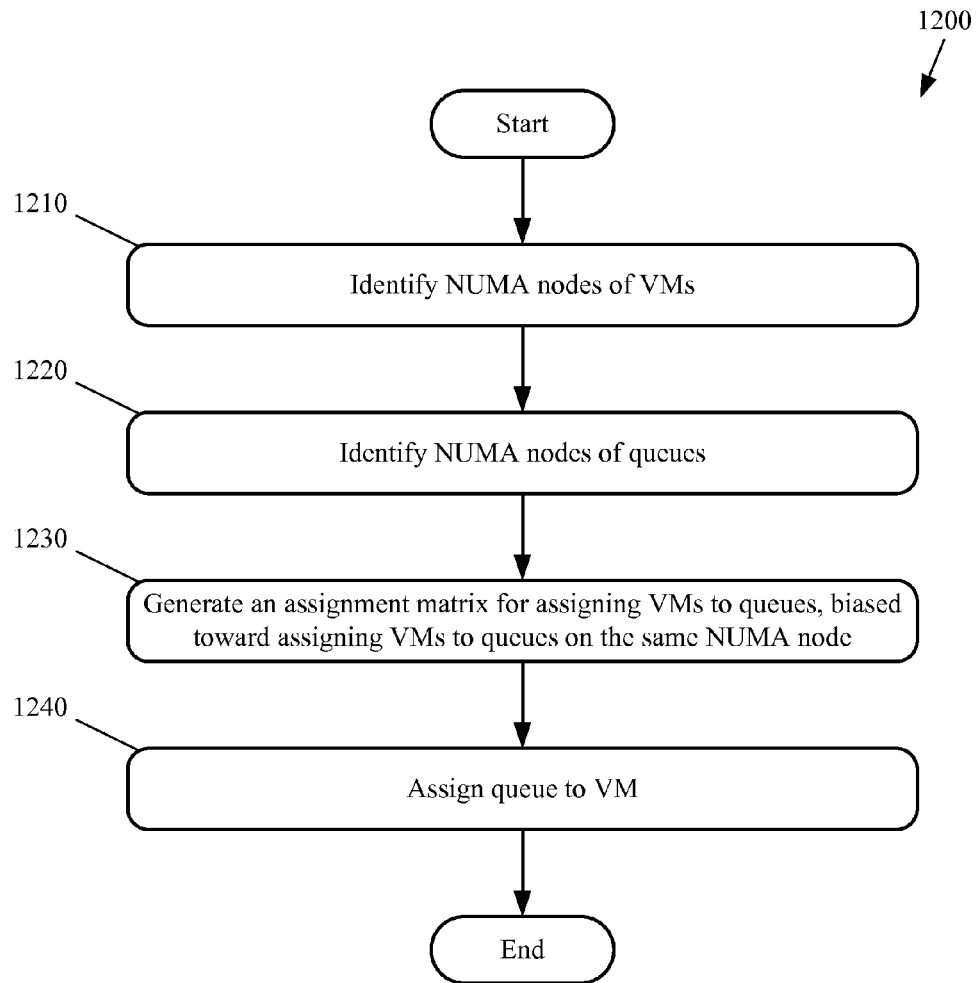 1200
Start
1210
Identify NUMA nodes of VMs
1220
Identify NUMA nodes of queues
1230
Generate an assignment matrix for assigning VMs to queues, biased
toward assigning VMs to queues on the same NUMA node
1240
Assign queue to VM
End